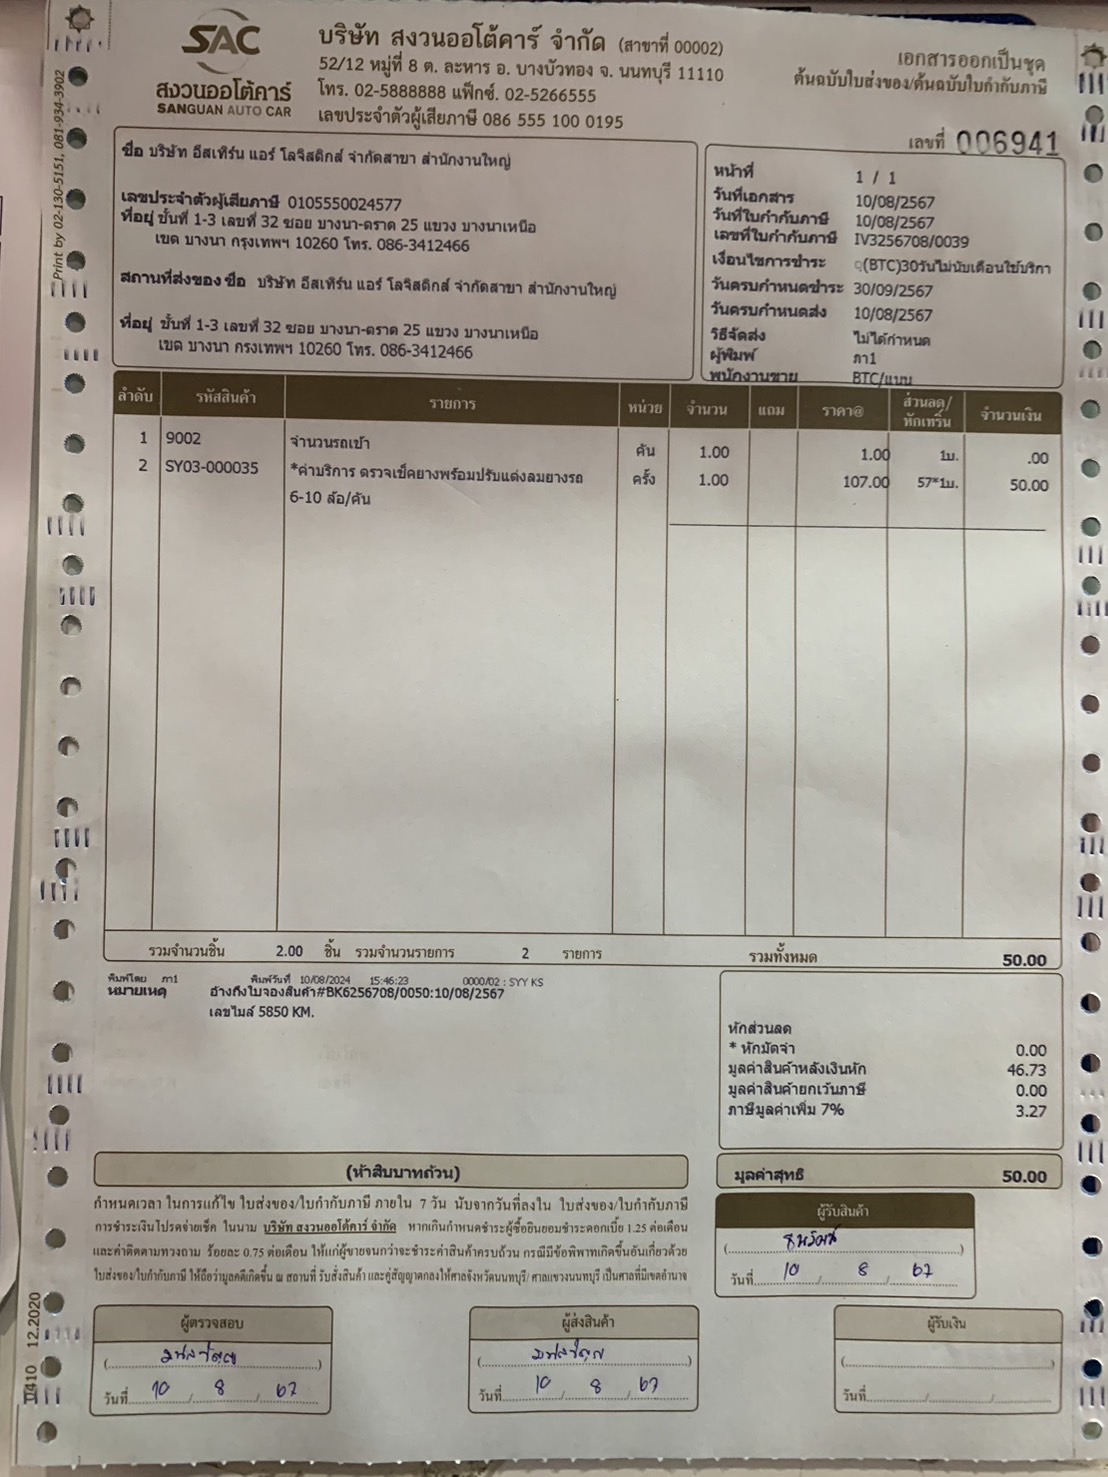 SAC
สงวนออโต้คาร์
SANGUAN AUTO CAR
บริษัท สงวนออโต้คาร์ จำกัด (สาขาที่ 00002)
52/12 หมู่ที่ 8 ต. ละหาร อ. บางบัวทอง จ. นนทบุรี 11110
โทร. 02-5888888 แฟ็กซ์. 02-5266555
เลขประจำตัวผู้เสียภาษี 086 555 100 0195
เอกสารออกเป็นชุด
ต้นฉบับใบส่งของ/ต้นฉบับใบกำกับภาษี
เลขที่ 006941
Print by 02-130-5151, 081-934-3902
ชื่อ บริษัท อีสเทิร์น แอร์ โลจิสติกส์ จำกัดสาขา สำนักงานใหญ่
เลขประจำตัวผู้เสียภาษี 0105550024577
ที่อยู่ ชั้นที่ 1-3 เลขที่ 32 ซอย บางนา-ตราด 25 แขวง บางนาเหนือ
เขต บางนา กรุงเทพฯ 10260 โทร. 086-3412466
สถานที่ส่งของ ชื่อ บริษัท อีสเทิร์น แอร์ โลจิสติกส์ จำกัดสาขา สำนักงานใหญ่
ที่อยู่ ชั้นที่ 1-3 เลขที่ 32 ซอย บางนา-ตราด 25 แขวง บางนาเหนือ
เขต บางนา กรุงเทพฯ 10260 โทร. 086-3412466
หน้าที่ 1 / 1
วันที่เอกสาร 10/08/2567
วันที่ใบกำกับภาษี 10/08/2567
เลขที่ใบกำกับภาษี IV3256708/0039
เงื่อนไขการชำระ (BTC)30วันไม่นับเดือนใช้บริกา
วันครบกำหนดชำระ 30/09/2567
วันครบกำหนดส่ง 10/08/2567
วิธีจัดส่ง ไม่ได้กำหนด
ผู้พิมพ์ ภา1
พนักงานขาย BTC/แบน
ลำดับ รหัสสินค้า รายการ หน่วย จำนวน แถม ราคา@ ส่วนลด/หักเทริ์น จำนวนเงิน
1 9002 จำนวนรถเข้า คัน 1.00 1.00 1บ. .00
2 SY03-000035 *ค่าบริการ ตรวจเช็คยางพร้อมปรับแต่งลมยางรถ ครั้ง 1.00 107.00 57*1บ. 50.00
6-10 ล้อ/คัน
รวมจำนวนชิ้น 2.00 ชิ้น รวมจำนวนรายการ 2 รายการ รวมทั้งหมด 50.00
พิมพ์โดย ภา1 พิมพ์วันที่ 10/08/2024 15:46:23 0000/02 : SYY KS
หมายเหตุ อ้างถึงใบจองสินค้า#BK6256708/0050:10/08/2567
เลขไมล์ 5850 KM.
หักส่วนลด
* หักมัดจำ 0.00
มูลค่าสินค้าหลังเงินหัก 46.73
มูลค่าสินค้ายกเว้นภาษี 0.00
ภาษีมูลค่าเพิ่ม 7% 3.27
(ห้าสิบบาทถ้วน)
มูลค่าสุทธิ 50.00
กำหนดเวลา ในการแก้ไข ใบส่งของ/ใบกำกับภาษี ภายใน 7 วัน นับจากวันที่ลงใน ใบส่งของ/ใบกำกับภาษี
การชำระเงินโปรดจ่ายเช็ค ในนาม บริษัท สงวนออโต้คาร์ จำกัด หากเกินกำหนดชำระผู้ซื้อยินยอมชำระดอกเบี้ย 1.25 ต่อเดือน
และค่าติดตามทวงถาม ร้อยละ 0.75 ต่อเดือน ให้แก่ผู้ขายจนกว่าจะชำระค่าสินค้าครบถ้วน กรณีมีข้อพิพาทเกิดขึ้นอันเกี่ยวด้วย
ใบส่งของ/ใบกำกับภาษี ให้ถือว่ามูลคดีเกิดขึ้น ณ สถานที่ รับสั่งสินค้า และคู่สัญญาตกลงให้ศาลจังหวัดนนทบุรี/ ศาลแขวงนนทบุรี เป็นศาลที่มีเขตอำนาจ
ผู้รับสินค้า
วันที่ 10 / 8 / 67
ผู้ตรวจสอบ
วันที่ 10 / 8 / 67
ผู้ส่งสินค้า
วันที่ 10 / 8 / 67
ผู้รับเงิน
วันที่
12.2020